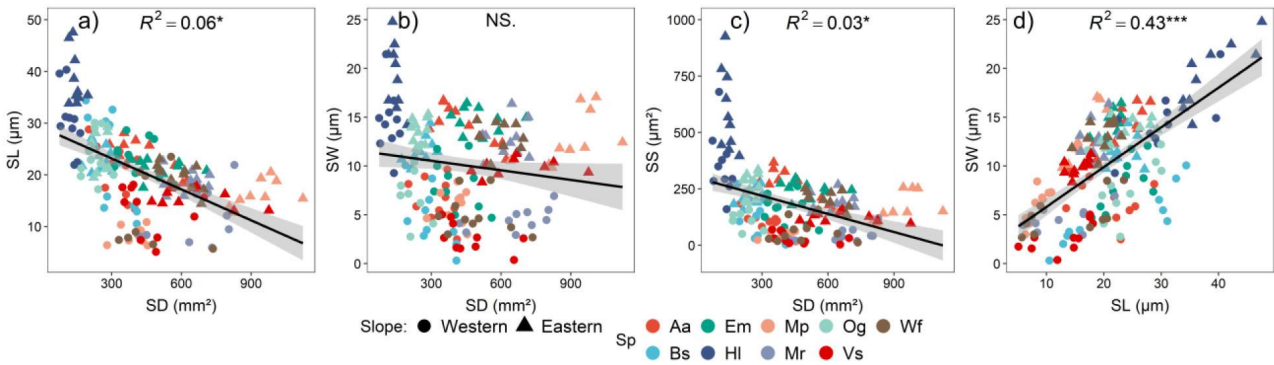 a) R² = 0.06*
b) NS.
c) R² = 0.03*
d) R² = 0.43***
SL (μm)
50
40
30
20
10
300 600 900
SD (mm²)
SW (μm)
25
20
15
10
5
0
300 600 900
SD (mm²)
SS (μm²)
1000
750
500
250
0
300 600 900
SD (mm²)
SW (μm)
25
20
15
10
5
0
10 20 30 40
SL (μm)
Slope: Western Eastern
Sp
Aa Em Mp Og Wf
Bs Hl Mr Vs